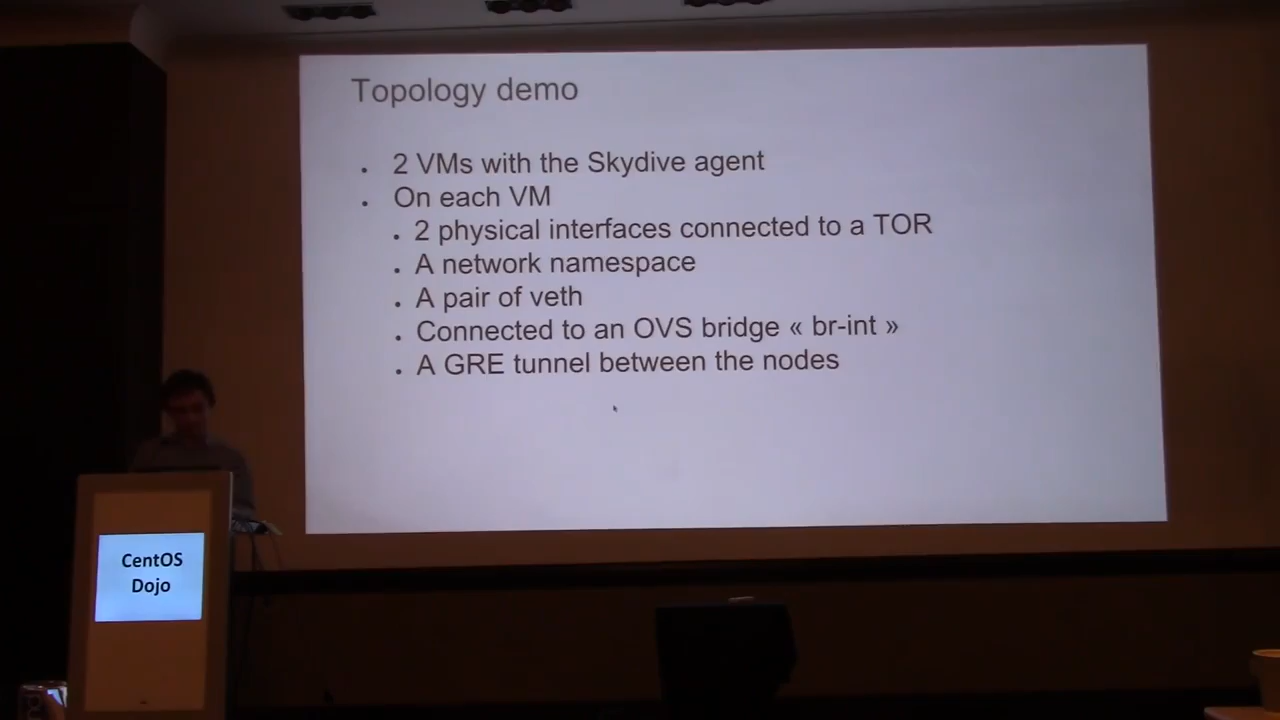 Topology demo
. 2 VMs with the Skydive agent
. On each VM
. 2 physical interfaces connected to a TOR
. A network namespace
. A pair of veth
. Connected to an OVS bridge « br-int »
. A GRE tunnel between the nodes
CentOS
Dojo